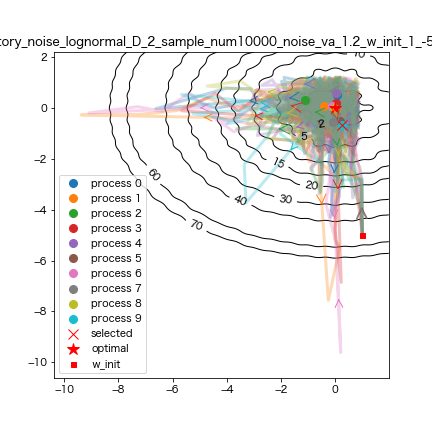 tory_noise_lognormal_D_2_sample_num10000_noise_va_1.2_w_init_1_-5
70
2
5
15
20
30
40
60
70
0
−2
−4
−6
−8
−10
2
−10
−8
−6
−4
−2
0
process 0
process 1
process 2
process 3
process 4
process 5
process 6
process 7
process 8
process 9
selected
optimal
w_init